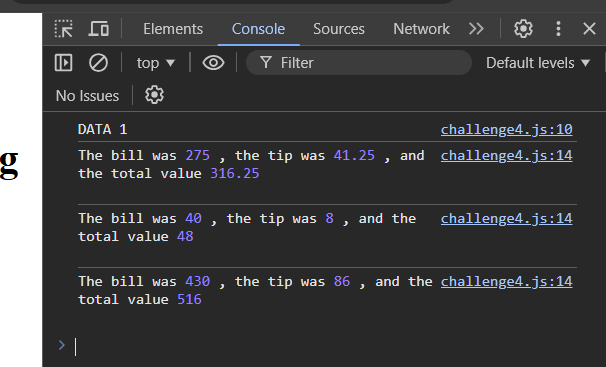 Elements Console Sources Network
top Filter Default levels
No Issues
g
DATA 1 challenge4.js:10
The bill was 275 , the tip was 41.25 , and challenge4.js:14
the total value 316.25
The bill was 40 , the tip was 8 , and the challenge4.js:14
total value 48
The bill was 430 , the tip was 86 , and the challenge4.js:14
total value 516